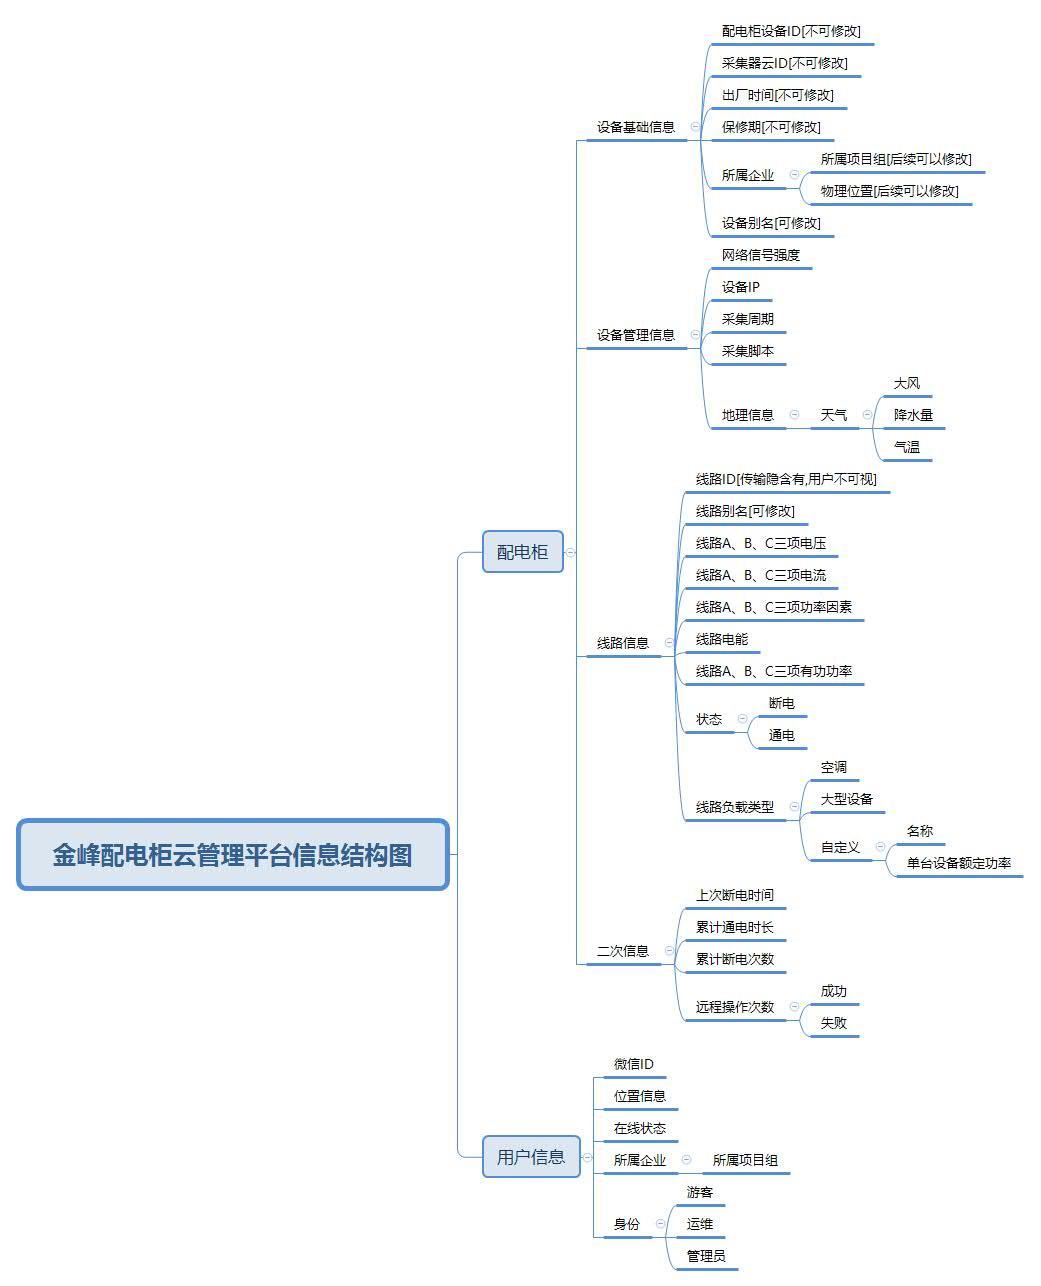 金峰配电柜云管理平台信息结构图
配电柜
设备基础信息
配电柜设备ID[不可修改]
采集器云ID[不可修改]
出厂时间[不可修改]
保修期[不可修改]
所属企业
所属项目组[后续可以修改]
物理位置[后续可以修改]
设备别名[可修改]
设备管理信息
网络信号强度
设备IP
采集周期
采集脚本
地理信息
天气
大风
降水量
气温
线路信息
线路ID[传输隐含有,用户不可视]
线路别名[可修改]
线路A、B、C三项电压
线路A、B、C三项电流
线路A、B、C三项功率因素
线路电能
线路A、B、C三项有功功率
状态
断电
通电
线路负载类型
空调
大型设备
自定义
名称
单台设备额定功率
二次信息
上次断电时间
累计通电时长
累计断电次数
远程操作次数
成功
失败
用户信息
微信ID
位置信息
在线状态
所属企业
所属项目组
身份
游客
运维
管理员